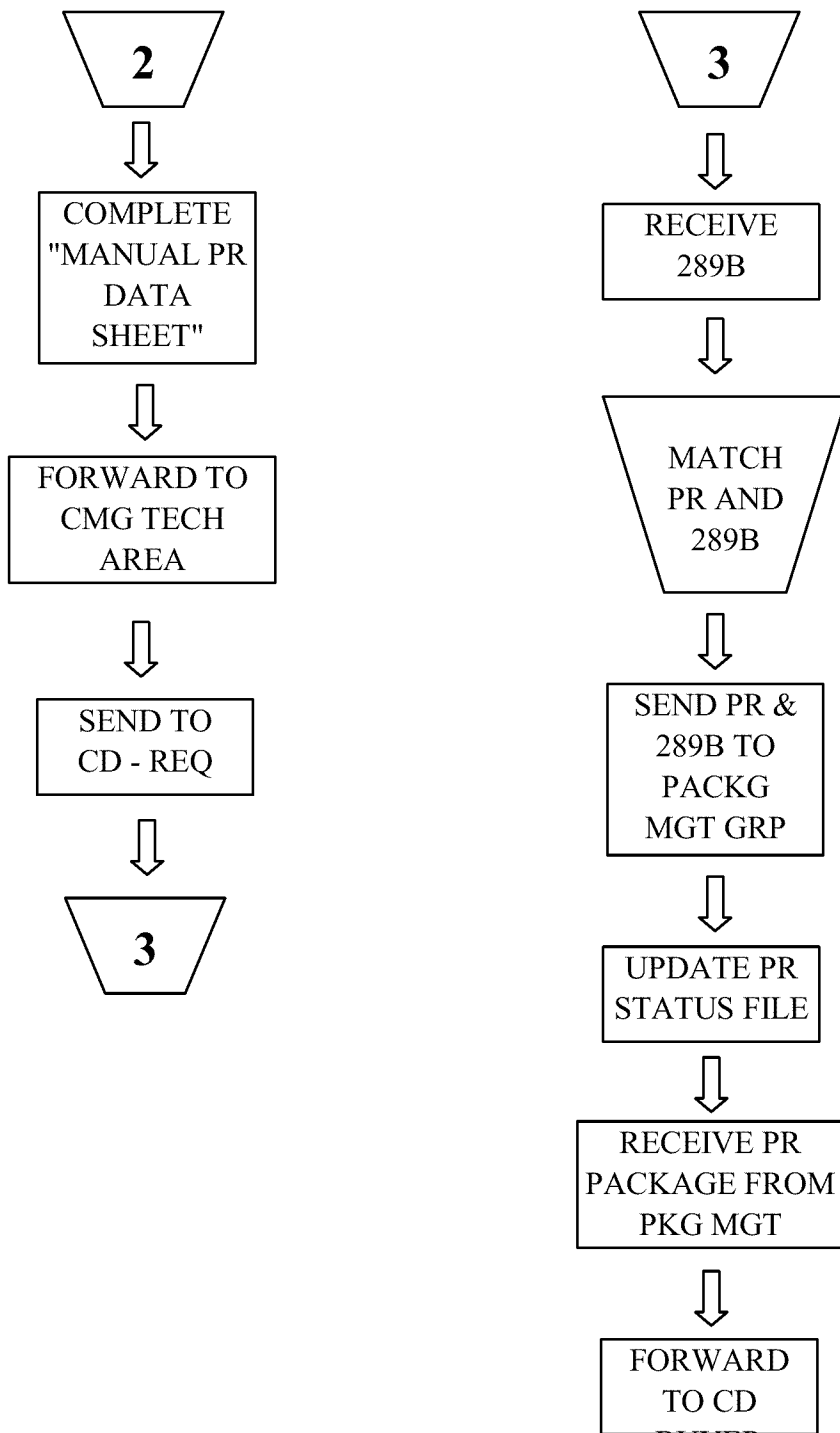 2
COMPLETE
"MANUAL PR
DATA
SHEET"
FORWARD TO
CMG TECH
AREA
SEND TO
CD - REQ
3
3
RECEIVE
289B
MATCH
PR AND
289B
SEND PR &
289B TO
PACKG
MGT GRP
UPDATE PR
STATUS FILE
RECEIVE PR
PACKAGE FROM
PKG MGT
FORWARD
TO CD